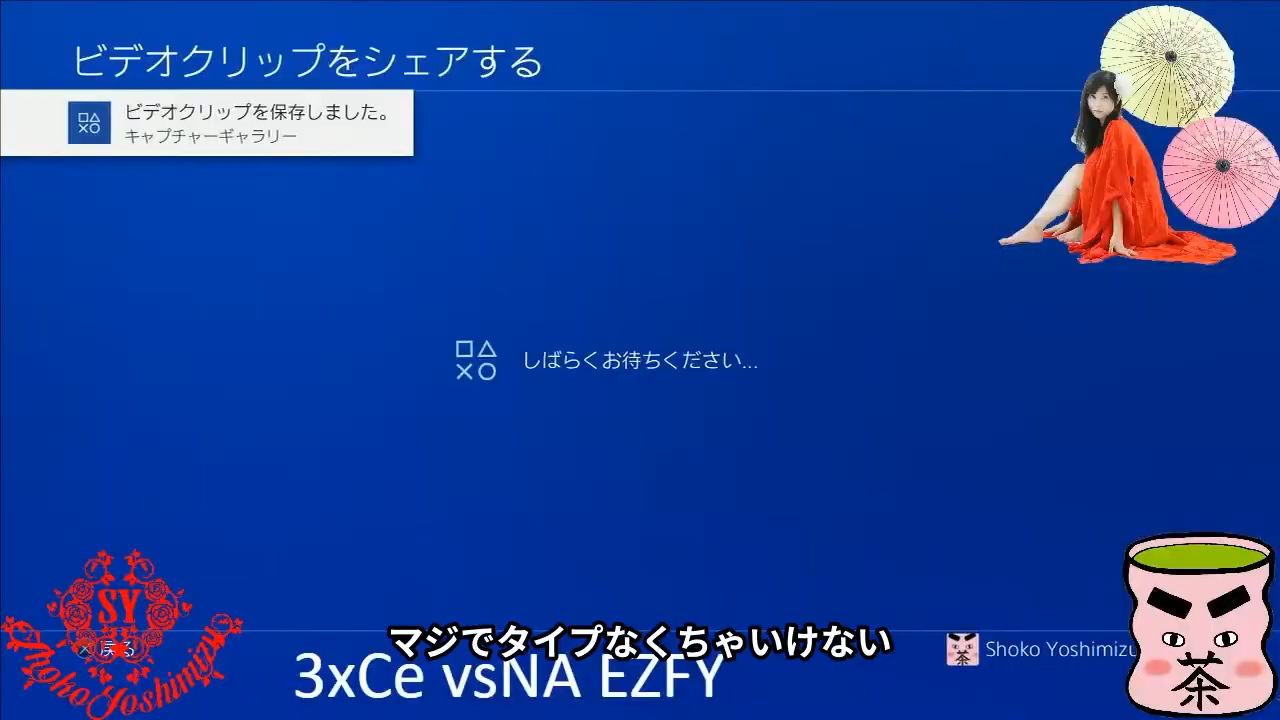 ビデオクリップをシェアする
ビデオクリップを保存しました。
キャプチャーギャラリー
しばらくお待ちください...
SY
Shoko Yoshimizu
戻る
マジでタイプなくちゃいけない
3xCe vsNA EZFY
Shoko Yoshimizu
茶
茶